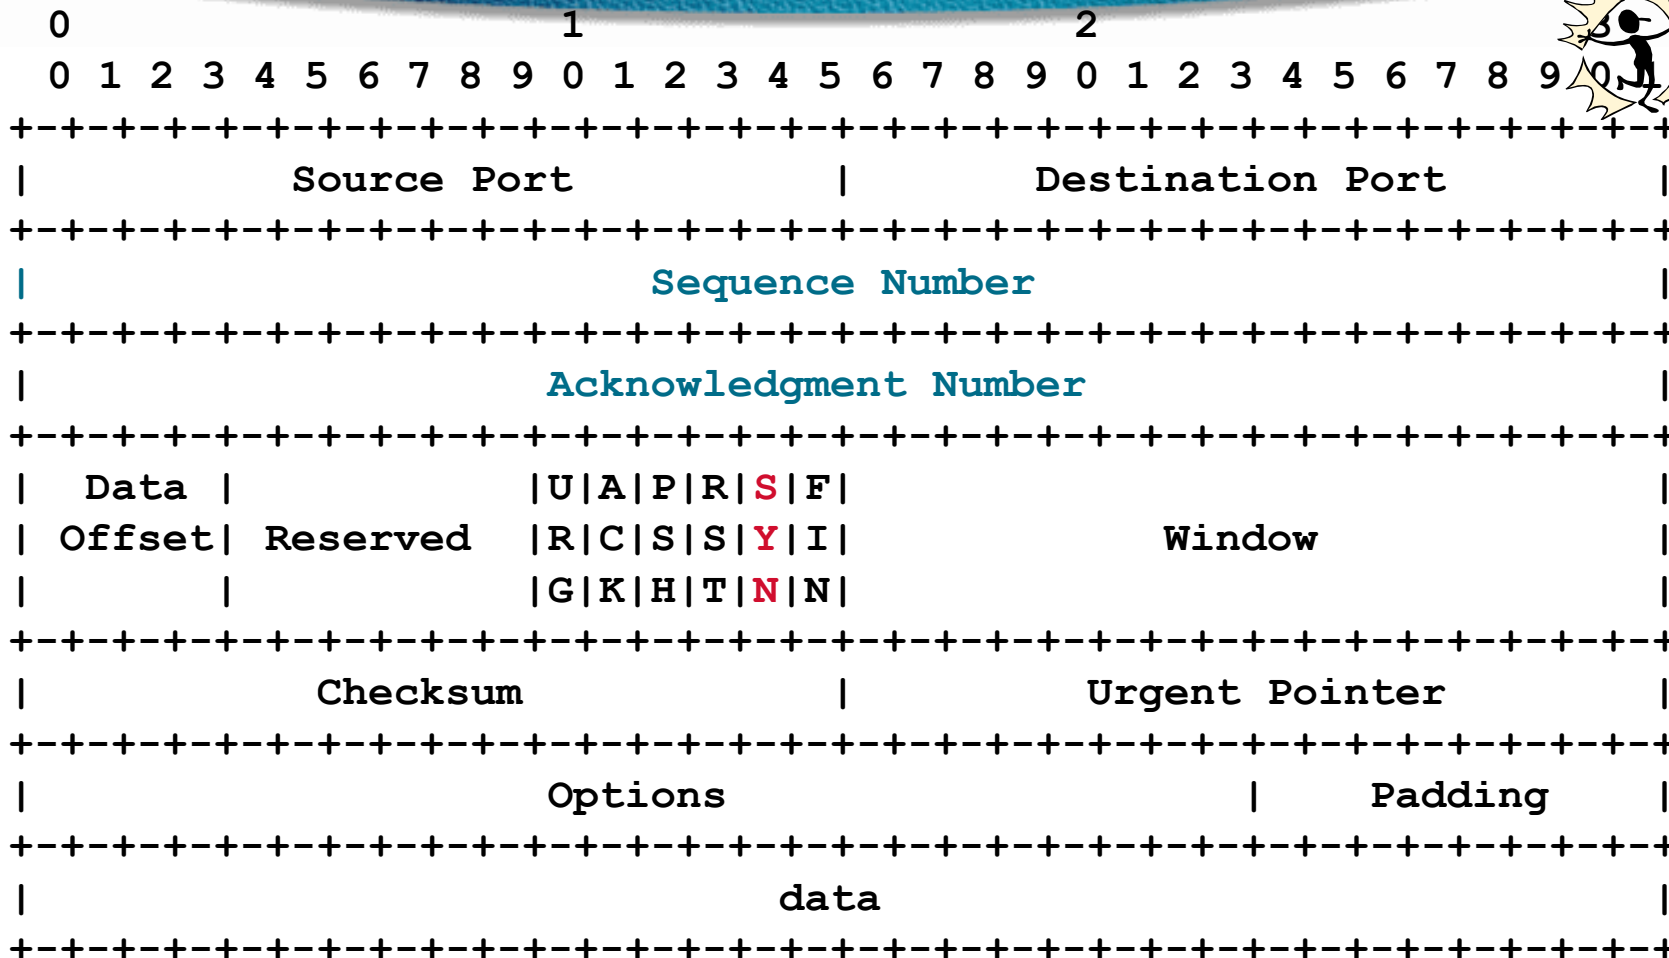 0 1 2 3
0 1 2 3 4 5 6 7 8 9 0 1 2 3 4 5 6 7 8 9 0 1 2 3 4 5 6 7 8 9 0 1
+-+-+-+-+-+-+-+-+-+-+-+-+-+-+-+-+-+-+-+-+-+-+-+-+-+-+-+-+-+-+-+-+
| Source Port | Destination Port |
+-+-+-+-+-+-+-+-+-+-+-+-+-+-+-+-+-+-+-+-+-+-+-+-+-+-+-+-+-+-+-+-+
| Sequence Number |
+-+-+-+-+-+-+-+-+-+-+-+-+-+-+-+-+-+-+-+-+-+-+-+-+-+-+-+-+-+-+-+-+
| Acknowledgment Number |
+-+-+-+-+-+-+-+-+-+-+-+-+-+-+-+-+-+-+-+-+-+-+-+-+-+-+-+-+-+-+-+-+
| Data | |U|A|P|R|S|F| |
| Offset| Reserved |R|C|S|S|Y|I| Window |
| | |G|K|H|T|N|N| |
+-+-+-+-+-+-+-+-+-+-+-+-+-+-+-+-+-+-+-+-+-+-+-+-+-+-+-+-+-+-+-+-+
| Checksum | Urgent Pointer |
+-+-+-+-+-+-+-+-+-+-+-+-+-+-+-+-+-+-+-+-+-+-+-+-+-+-+-+-+-+-+-+-+
| Options | Padding |
+-+-+-+-+-+-+-+-+-+-+-+-+-+-+-+-+-+-+-+-+-+-+-+-+-+-+-+-+-+-+-+-+
| data |
+-+-+-+-+-+-+-+-+-+-+-+-+-+-+-+-+-+-+-+-+-+-+-+-+-+-+-+-+-+-+-+-+